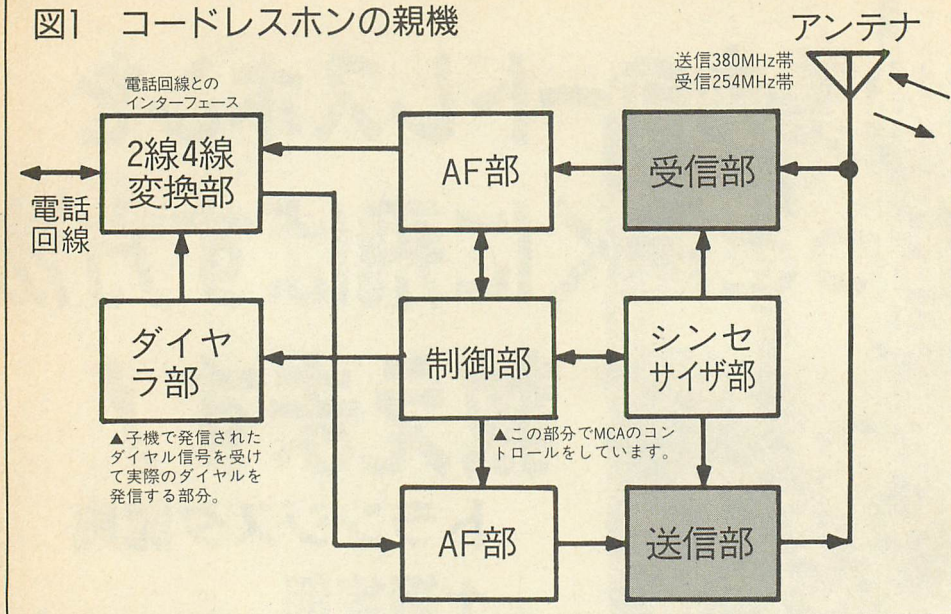 図1 コードレスホンの親機
アンテナ
送信380MHz帯
受信254MHz帯
電話回線との
インターフェース
2線4線
変換部
AF部
受信部
電話
回線
ダイヤ
ラ部
制御部
シンセ
サイザ部
▲子機で発信された
ダイヤル信号を受け
て実際のダイヤルを
発信する部分。
▲この部分でMCAのコン
トロールをしています。
AF部
送信部